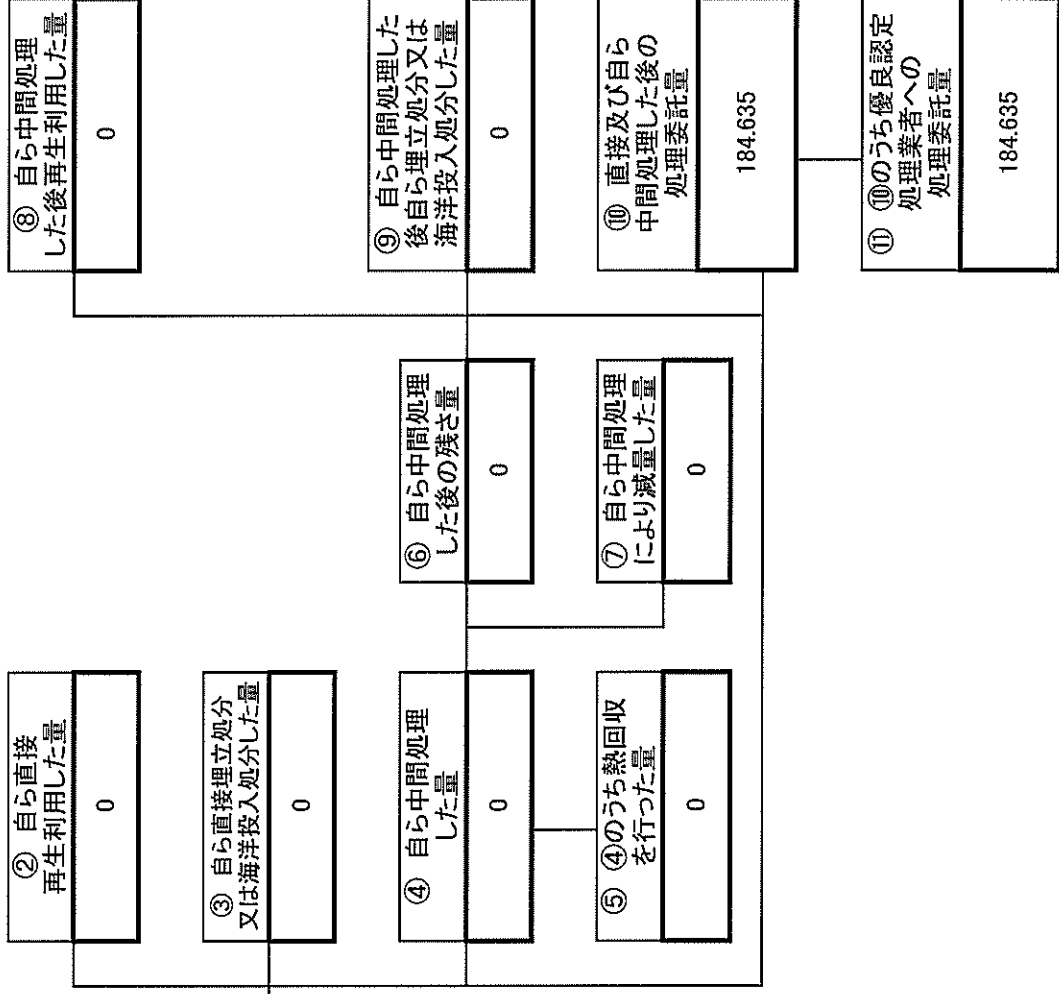 ② 自ら直接
再生利用した量
0
③ 自ら直接埋立処分
又は海洋投入処分した量
0
④ 自ら中間処理
した量
0
⑤ ④のうち熱回収
を行った量
0
⑥ 自ら中間処理
した後の残さ量
0
⑦ 自ら中間処理
により減量した量
0
⑧ 自ら中間処理
した後再生利用した量
0
⑨ 自ら中間処理した
後自ら埋立処分又は
海洋投入処分した量
0
⑩ 直接及び自ら
中間処理した後の
処理委託量
184.635
⑪ ⑩のうち優良認定
処理業者への
処理委託量
184.635